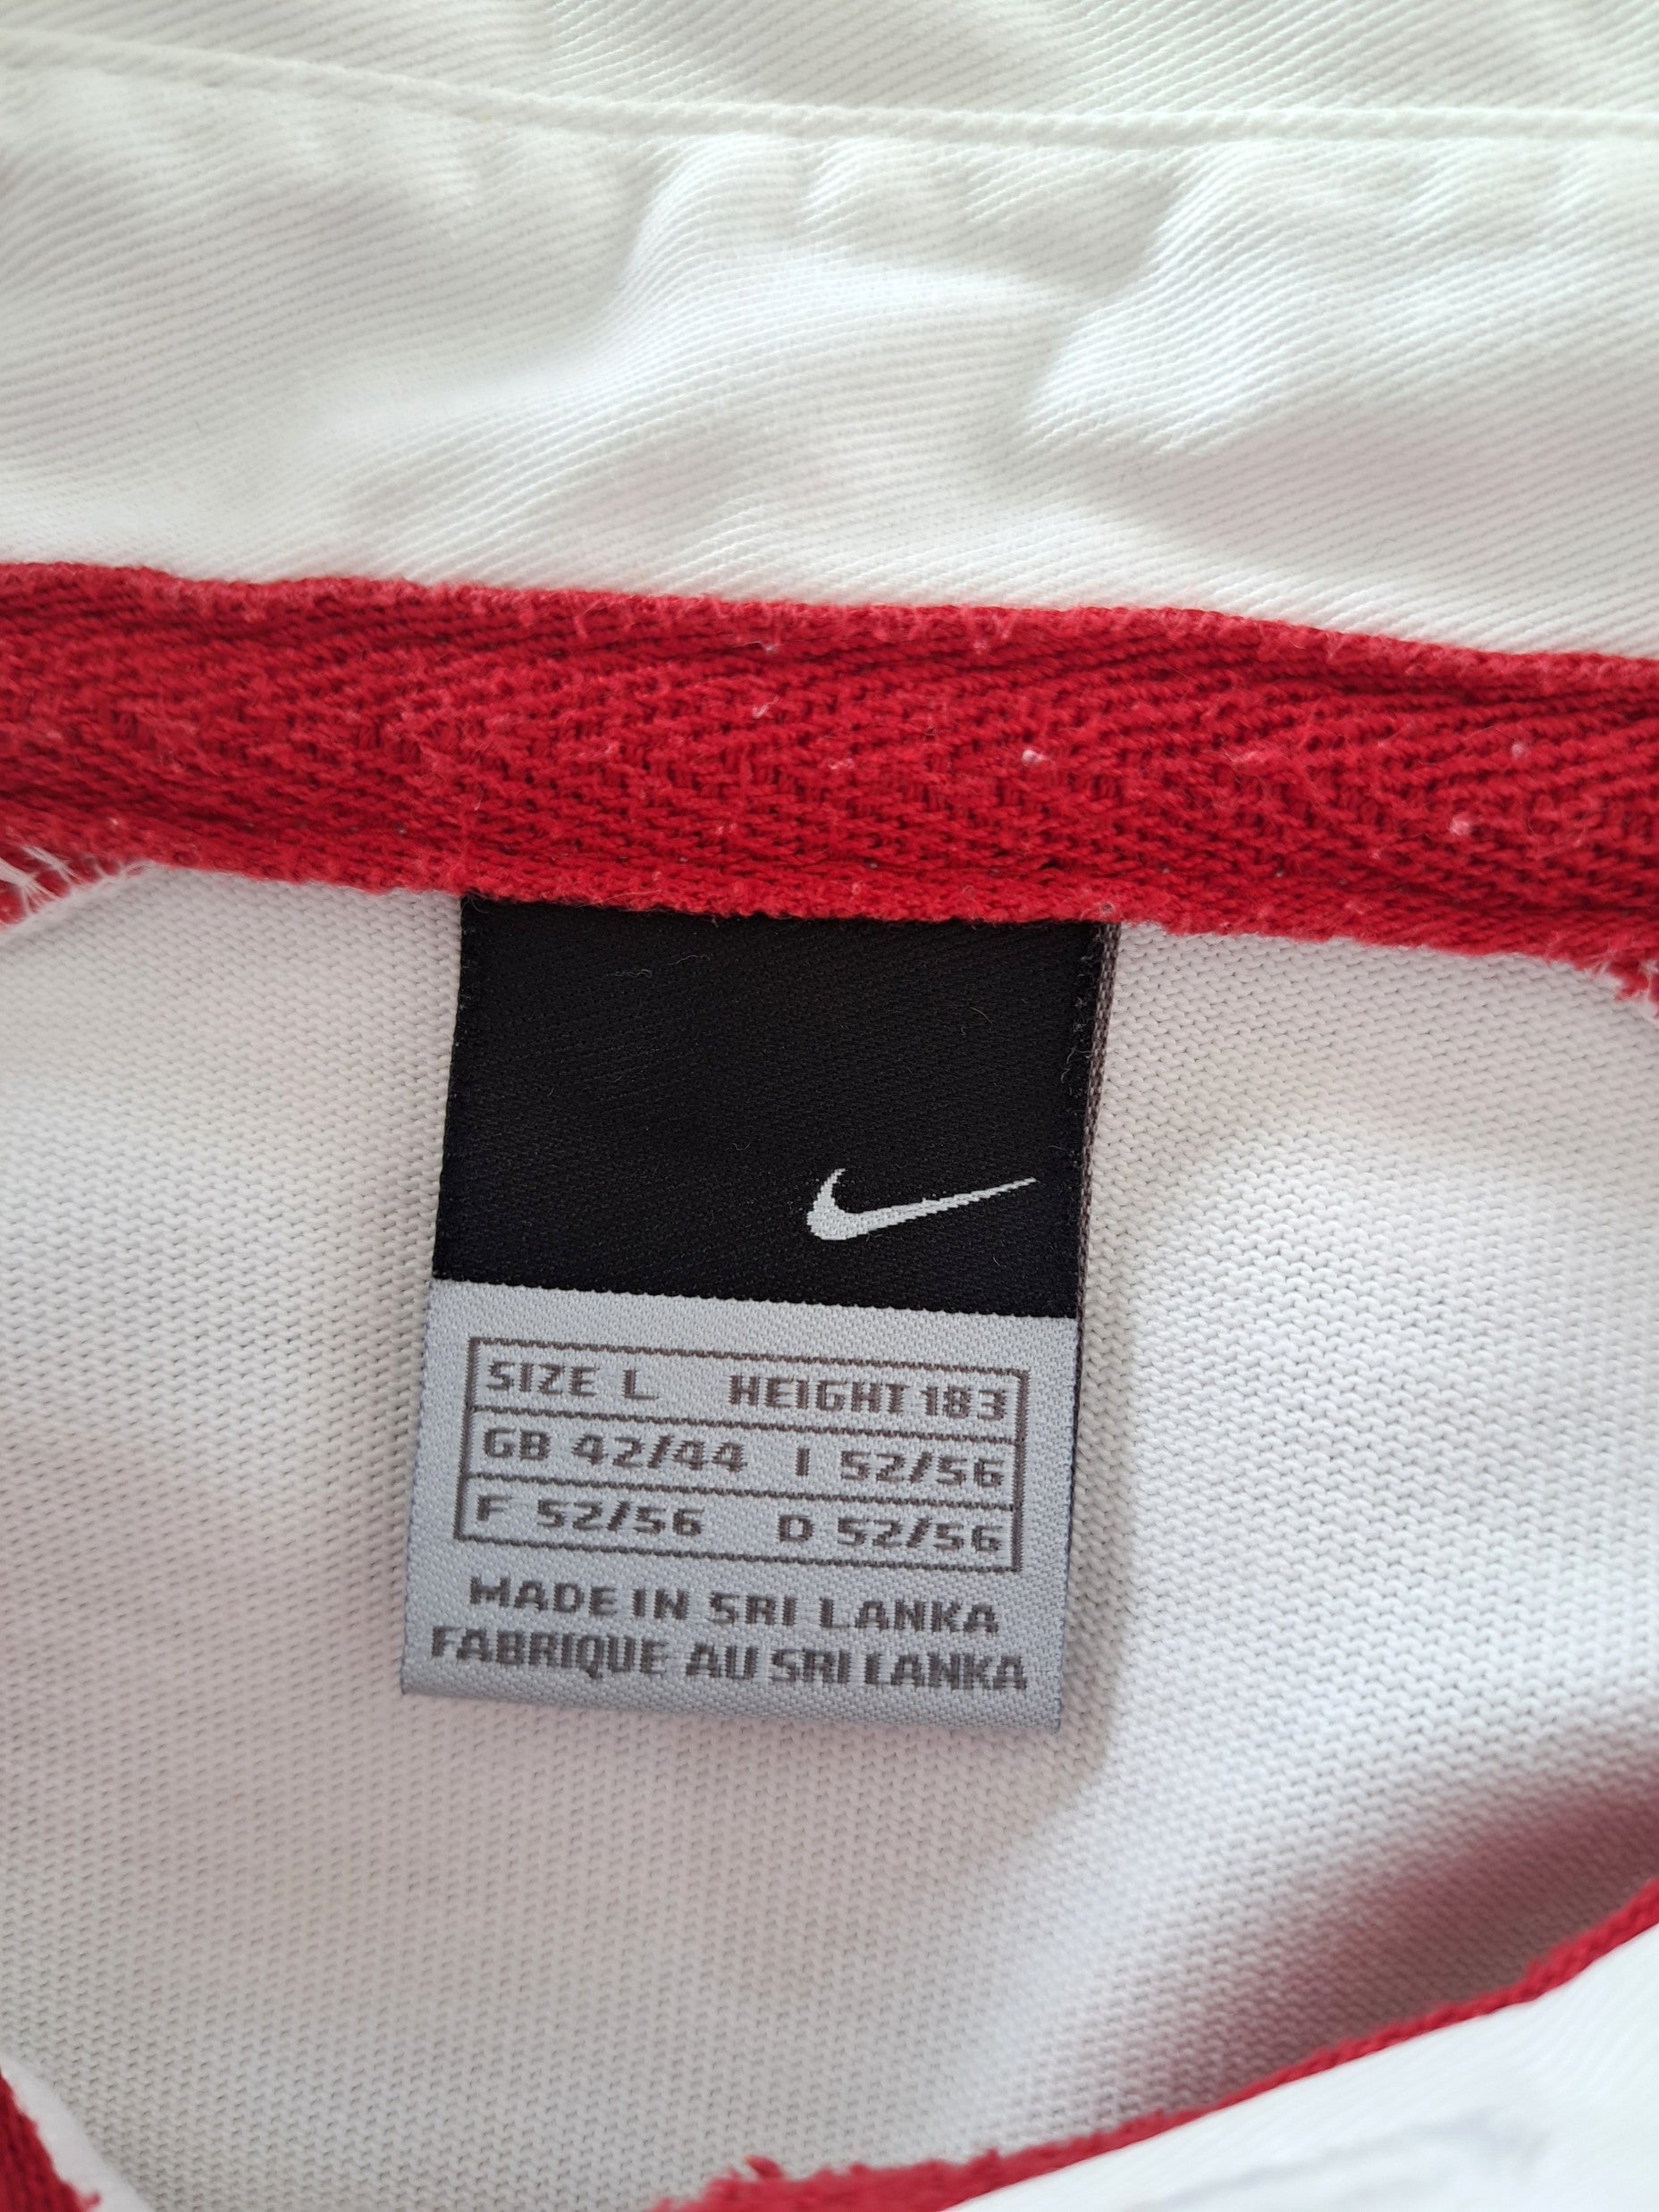 SIZE L HEIGHT 183
GB 42/44 I 52/56
F 52/56 D 52/56
MADE IN SRI LANKA
FABRIQUE AU SRI LANKA